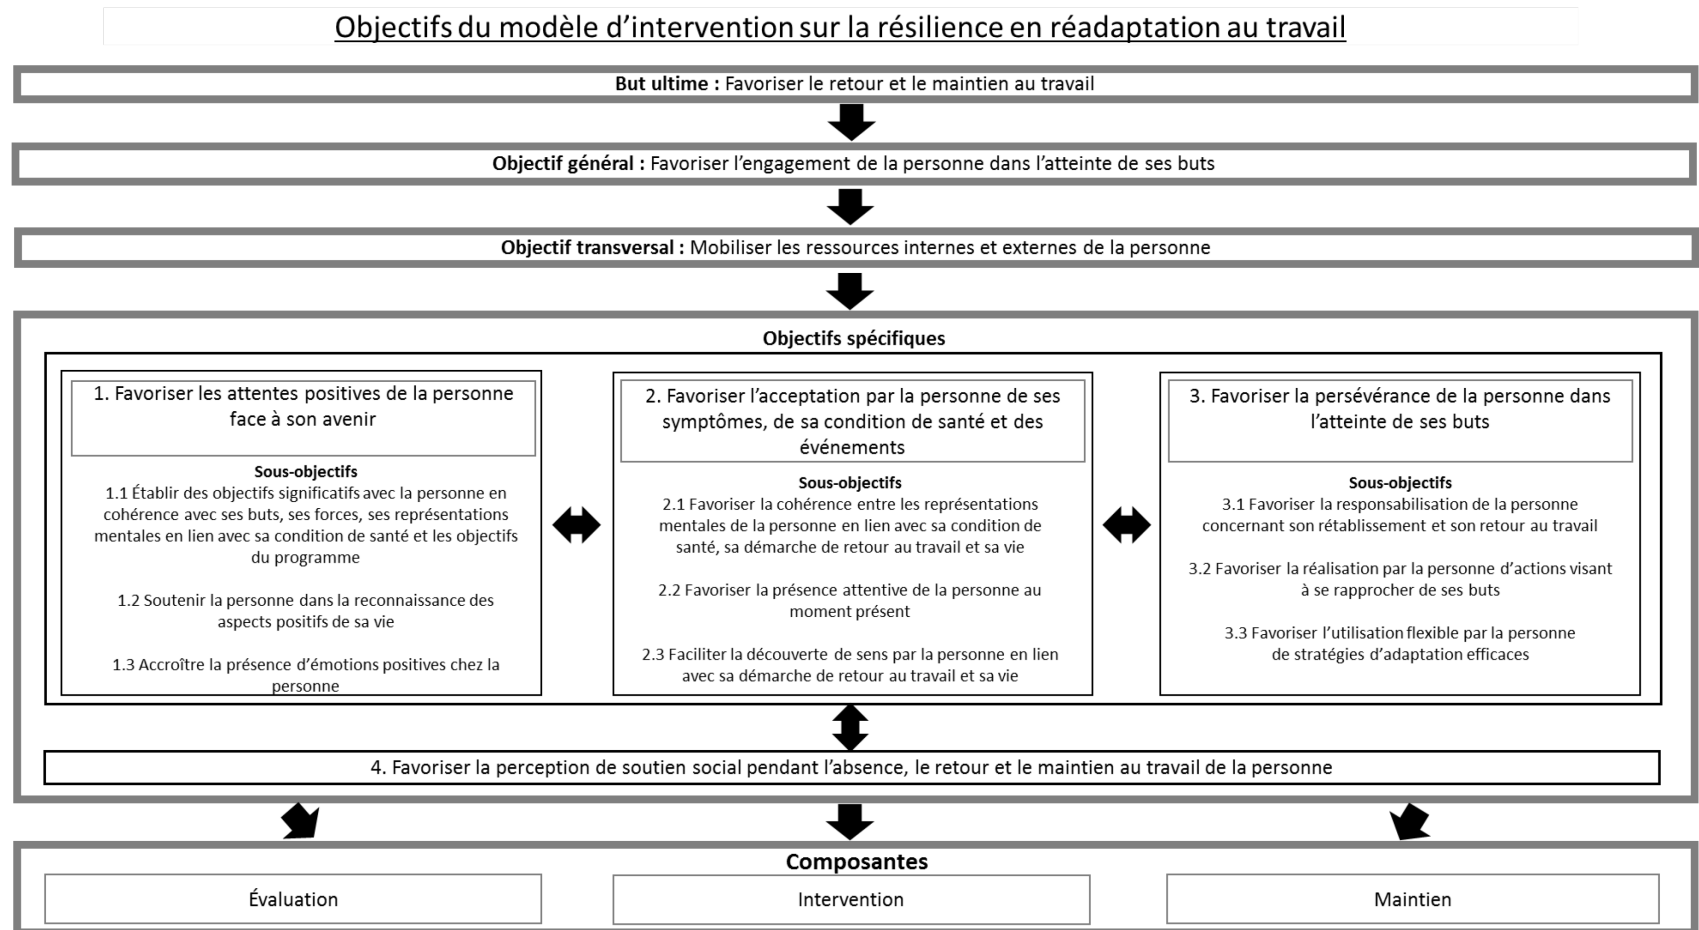 Objectifs du modèle d’intervention sur la résilience en réadaptation au travail
But ultime : Favoriser le retour et le maintien au travail
Objectif général : Favoriser l’engagement de la personne dans l’atteinte de ses buts
Objectif transversal : Mobiliser les ressources internes et externes de la personne
Objectifs spécifiques
1. Favoriser les attentes positives de la personne
face à son avenir
Sous-objectifs
1.1 Établir des objectifs significatifs avec la personne en
cohérence avec ses buts, ses forces, ses représentations
mentales en lien avec sa condition de santé et les objectifs
du programme
1.2 Soutenir la personne dans la reconnaissance des
aspects positifs de sa vie
1.3 Accroître la présence d’émotions positives chez la
personne
2. Favoriser l’acceptation par la personne de ses
symptômes, de sa condition de santé et des
événements
Sous-objectifs
2.1 Favoriser la cohérence entre les représentations
mentales de la personne en lien avec sa condition de
santé, sa démarche de retour au travail et sa vie
2.2 Favoriser la présence attentive de la personne au
moment présent
2.3 Faciliter la découverte de sens par la personne en lien
avec sa démarche de retour au travail et sa vie
3. Favoriser la persévérance de la personne dans
l’atteinte de ses buts
Sous-objectifs
3.1 Favoriser la responsabilisation de la personne
concernant son rétablissement et son retour au travail
3.2 Favoriser la réalisation par la personne d’actions visant
à se rapprocher de ses buts
3.3 Favoriser l’utilisation flexible par la personne
de stratégies d’adaptation efficaces
4. Favoriser la perception de soutien social pendant l’absence, le retour et le maintien au travail de la personne
Composantes
Évaluation
Intervention
Maintien